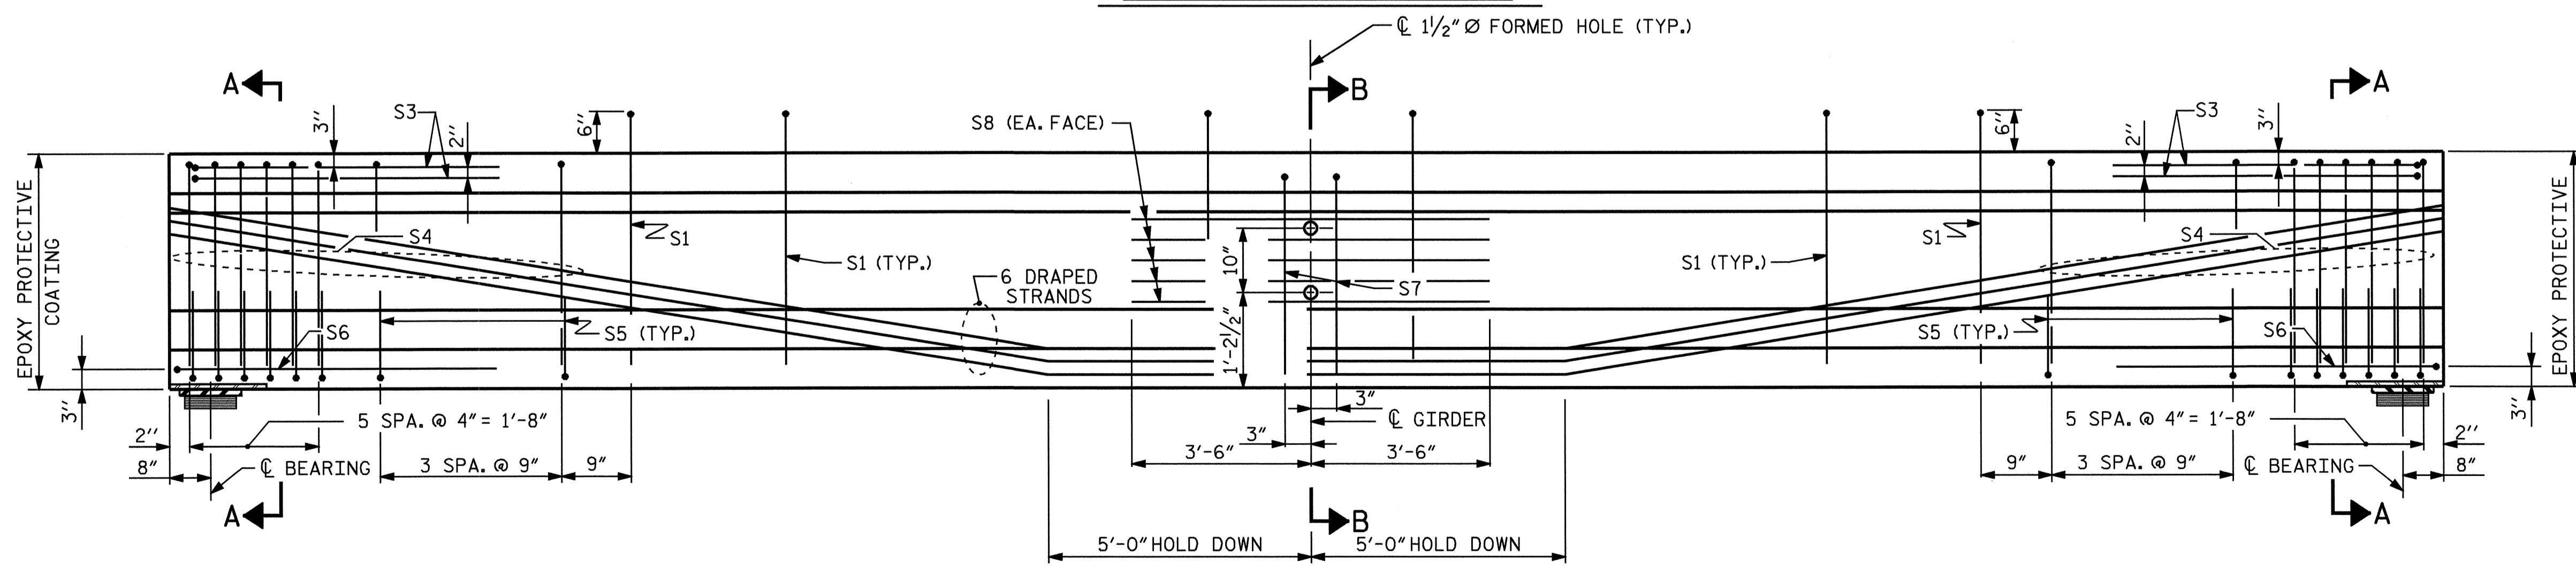 ℄ 1 1/2" Ø FORMED HOLE (TYP.)
A
B
A
S3
3"
2"
6"
S8 (EA. FACE)
6"
2"
S3
3"
EPOXY PROTECTIVE
COATING
S4
S1
S1 (TYP.)
6 DRAPED
STRANDS
10"
S7
S1 (TYP.)
S1
S4
EPOXY PROTECTIVE
S6
S5 (TYP.)
1'-2 1/2"
S5 (TYP.)
S6
3"
5 SPA. @ 4" = 1'-8"
3"
℄ GIRDER
3"
5 SPA. @ 4" = 1'-8"
3"
2"
8"
℄ BEARING
3 SPA. @ 9"
9"
3'-6"
3'-6"
9"
3 SPA. @ 9"
℄ BEARING
2"
8"
A
B
A
5'-0" HOLD DOWN
5'-0" HOLD DOWN